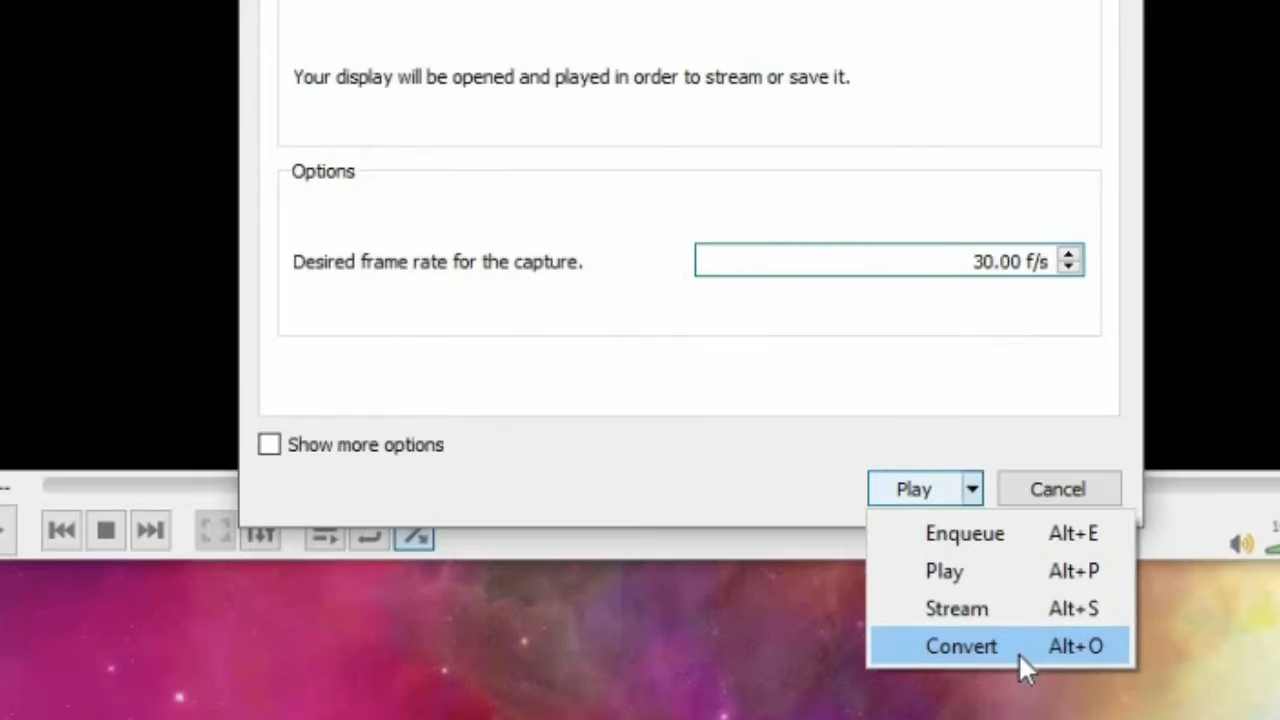 Your display will be opened and played in order to stream or save it.
Options
Desired frame rate for the capture. 30.00 f/s
Show more options
Play Cancel
Enqueue Alt+E
Play Alt+P
Stream Alt+S
Convert Alt+O